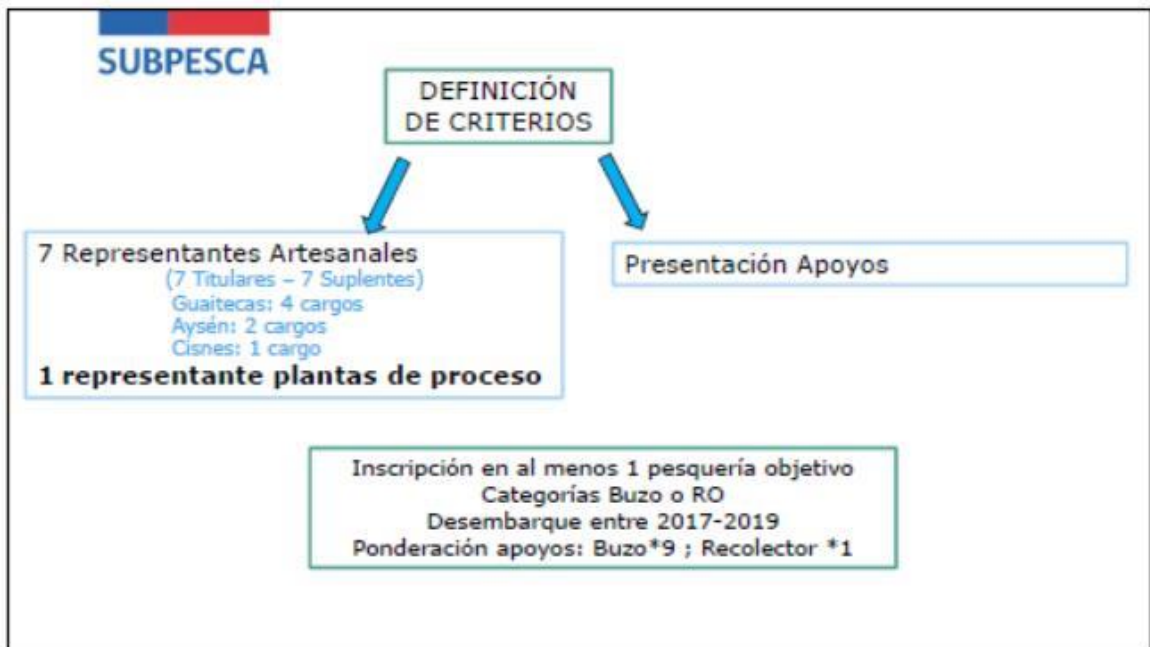 SUBPESCA
DEFINICIÓN
DE CRITERIOS
7 Representantes Artesanales
(7 Titulares – 7 Suplentes)
Guaitecas: 4 cargos
Aysén: 2 cargos
Cisnes: 1 cargo
1 representante plantas de proceso
Presentación Apoyos
Inscripción en al menos 1 pesquería objetivo
Categorías Buzo o RO
Desembarque entre 2017-2019
Ponderación apoyos: Buzo*9 ; Recolector *1